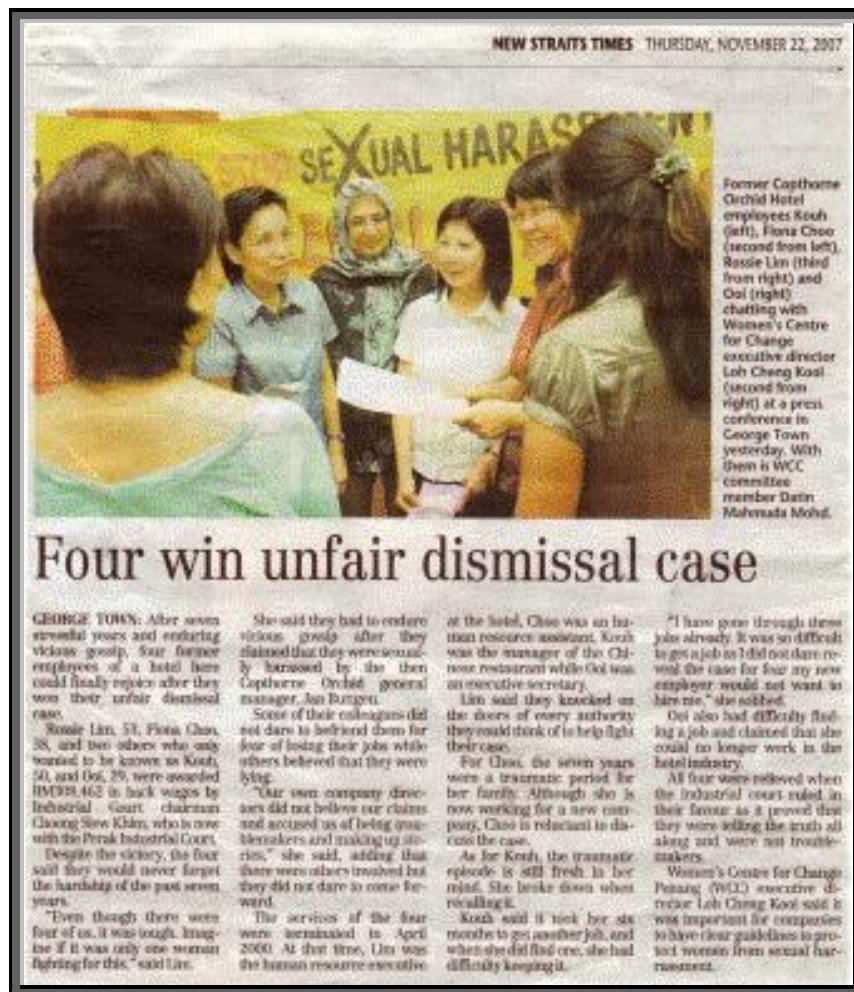 NEW STRAITS TIMES THURSDAY, NOVEMBER 22, 2007
STOP SEXUAL HARASSMENT
Former Copthorne
Orchid Hotel
employees Kouh
(left), Fiona Choo
(second from left),
Rossie Lim (third
from right) and
Ooi (right)
chatting with
Women's Centre
for Change
executive director
Loh Cheng Kooi
(second from
right) at a press
conference in
George Town
yesterday. With
them is WCC
committee
member Datin
Mahmuda Mohd.
Four win unfair dismissal case
GEORGE TOWN: After seven
stressful years and enduring
vicious gossip, four former
employees of a hotel here
could finally rejoice after they
won their unfair dismissal
case.
Rossie Lim, 53, Fiona Choo,
38, and two others who only
wanted to be known as Kouh,
50, and Ooi, 29, were awarded
in back wages by
Industrial Court chairman
Choong Siew Khim, who is now
with the Perak Industrial Court.
Despite the victory, the four
said they would never forget
the hardship of the past seven
years.
"Even though there were
four of us, it was tough. Imag-
ine if it was only one woman
fighting for this," said Lim.
She said they had to endure
vicious gossip after they
claimed that they were sexual-
ly harassed by the then
Copthorne Orchid general
manager, Jan
Some of their colleagues did
not dare to befriend them for
fear of losing their jobs while
others believed that they were
lying.
"Our own company direc-
tors did not believe our claims
and accused us of being trou-
blemakers and making up sto-
ries," she said, adding that
there were others involved but
they did not dare to come for-
ward.
The services of the four
were terminated in April
2000. At that time, Lim was
the human resource executive
at the hotel, Choo was an hu-
man resource assistant, Kouh
was the manager of the Chi-
nese restaurant while Ooi was
an executive secretary.
Lim said they knocked on
the doors of every authority
they could think of to help fight
their case.
For Choo, the seven years
were a traumatic period for
her family. Although she is
now working for a new com-
pany, Choo is reluctant to dis-
cuss the case.
As for Kouh, the traumatic
episode is still fresh in her
mind. She broke down when
recalling it.
Kouh said it took her six
months to get another job, and
when she did find one, she had
difficulty keeping it.
"I have gone through three
jobs already. It was so difficult
to get a job as I did not dare re-
veal the case for fear my new
employer would not want to
hire me," she sobbed.
Ooi also had difficulty find-
ing a job and claimed that she
could no longer work in the
hotel industry.
All four were relieved when
the industrial court ruled in
their favour as it proved that
they were telling the truth all
along and were not trouble-
makers.
Women's Centre for Change
Penang (WCC) executive di-
rector Loh Cheng Kooi said it
was important for companies
to have clear guidelines to pro-
tect women from sexual har-
rassment.